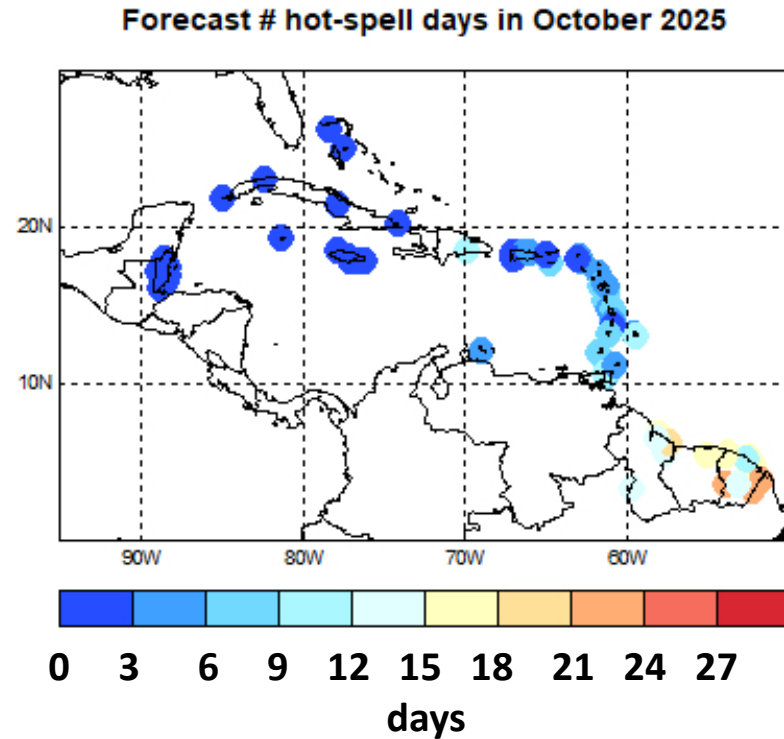 Forecast # hot-spell days in October 2025
20N
10N
90W 80W 70W 60W
0 3 6 9 12 15 18 21 24 27
days